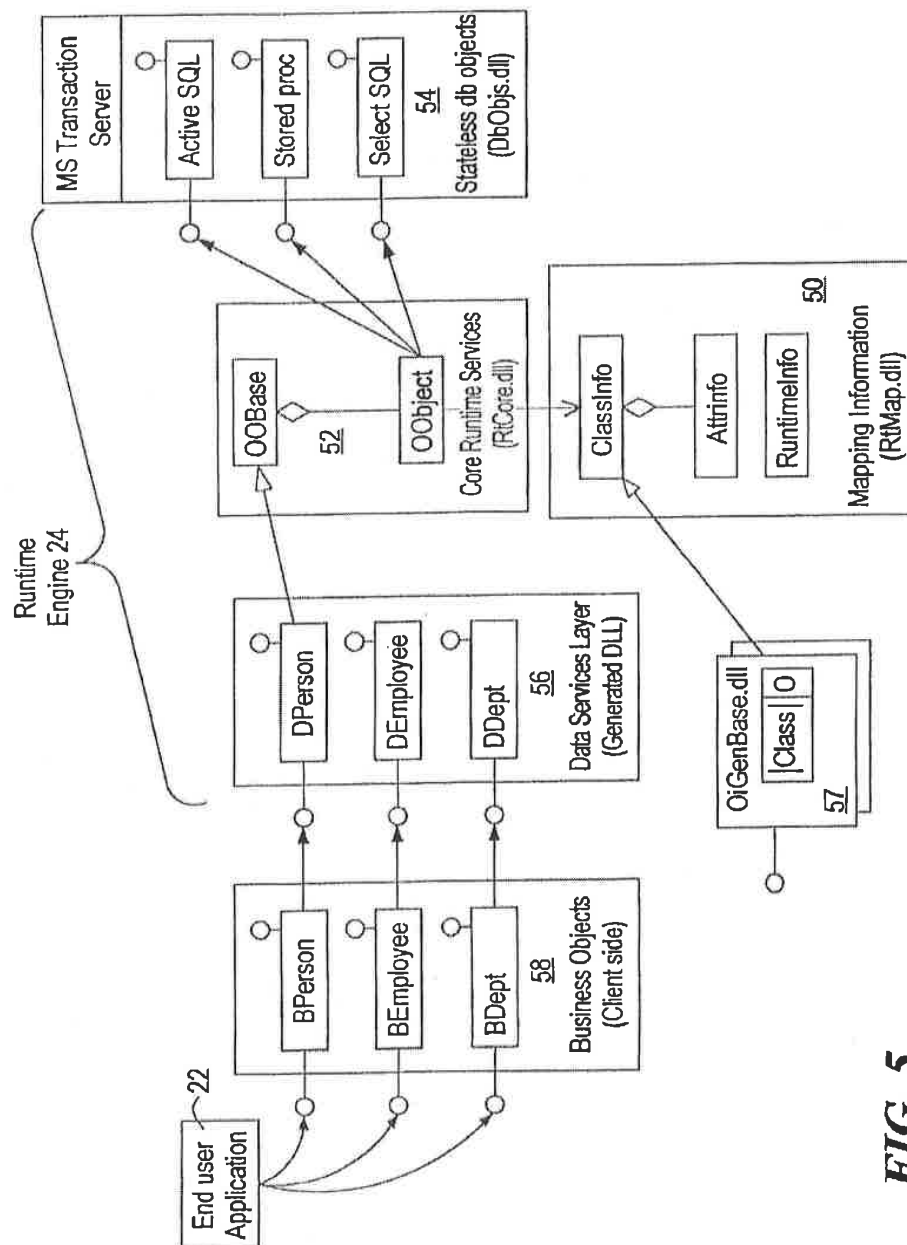 Runtime
Engine 24
22
End user
Application
BPerson
BEmployee
BDept
58
Business Objects
(Client side)
DPerson
DEmployee
DDept
56
Data Services Layer
(Generated DLL)
OOBase
52
OObject
Core Runtime Services
(RtCore.dll)
MS Transaction
Server
Active SQL
Stored proc
Select SQL
54
Stateless db objects
(DbObjs.dll)
OiGenBase.dll
|Class| O
57
ClassInfo
AttrInfo
RuntimeInfo
50
Mapping Information
(RtMap.dll)
FIG. 5